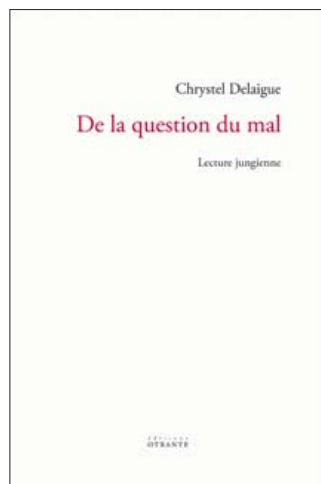 Chrystel Delaigue
De la question du mal
Lecture jungienne
éditions
OTRANTE